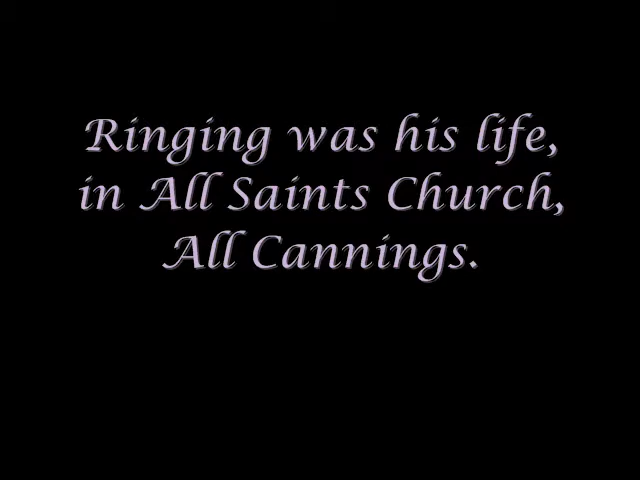 Ringing was his life,
in All Saints Church,
All Cannings.